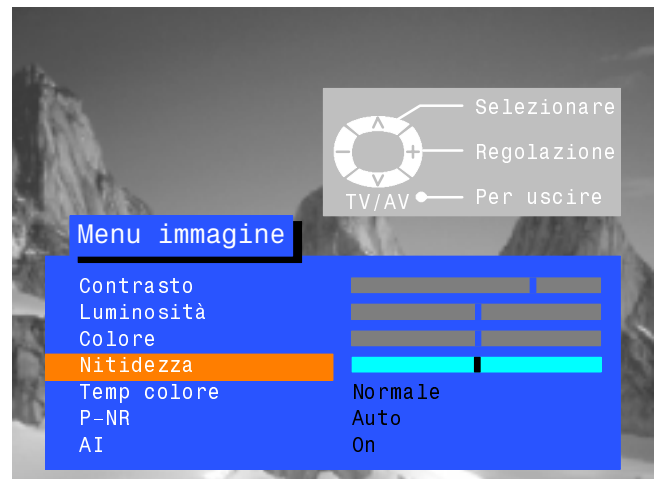 Selezionare
Regolazione
TV/AV Per uscire
Menu immagine
Contrasto
Luminosità
Colore
Nitidezza
Temp colore Normale
P-NR Auto
AI On